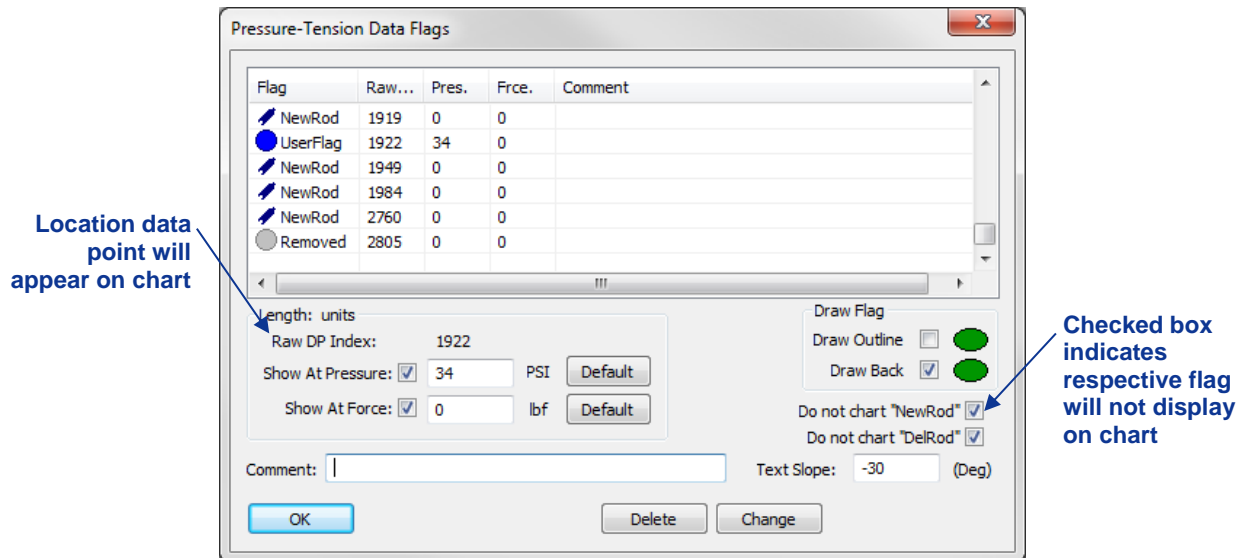 Pressure-Tension Data Flags
Flag Raw... Pres. Frce. Comment
NewRod 1919 0 0
UserFlag 1922 34 0
NewRod 1949 0 0
NewRod 1984 0 0
NewRod 2760 0 0
Removed 2805 0 0
Location data
point will
appear on chart
Length: units
Raw DP Index: 1922
Show At Pressure: 34 PSI Default
Show At Force: 0 lbf Default
Draw Flag
Draw Outline
Draw Back
Do not chart "NewRod"
Do not chart "DelRod"
Checked box
indicates
respective flag
will not display
on chart
Comment:
Text Slope: -30 (Deg)
OK Delete Change